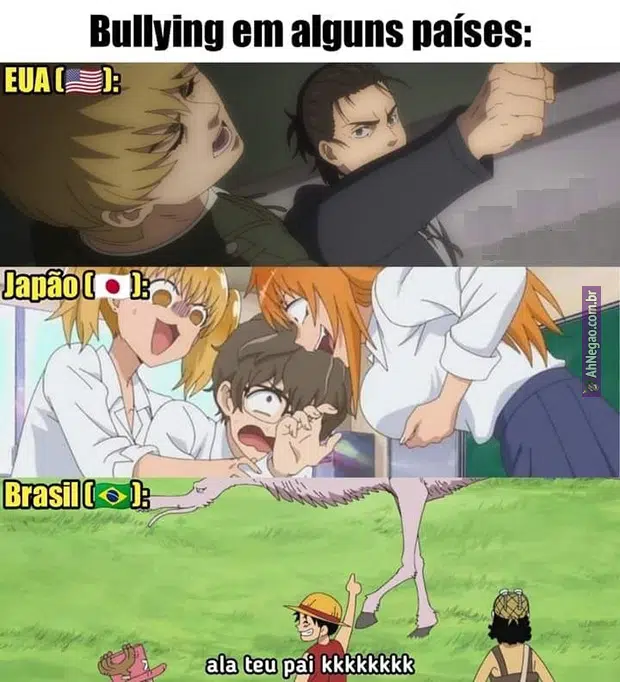 Bullying em alguns países:
EUA (🇺🇸):
Japão (🇯🇵):
AhNegao.com.br
Brasil (🇧🇷):
ala teu pai kkkkkkkk